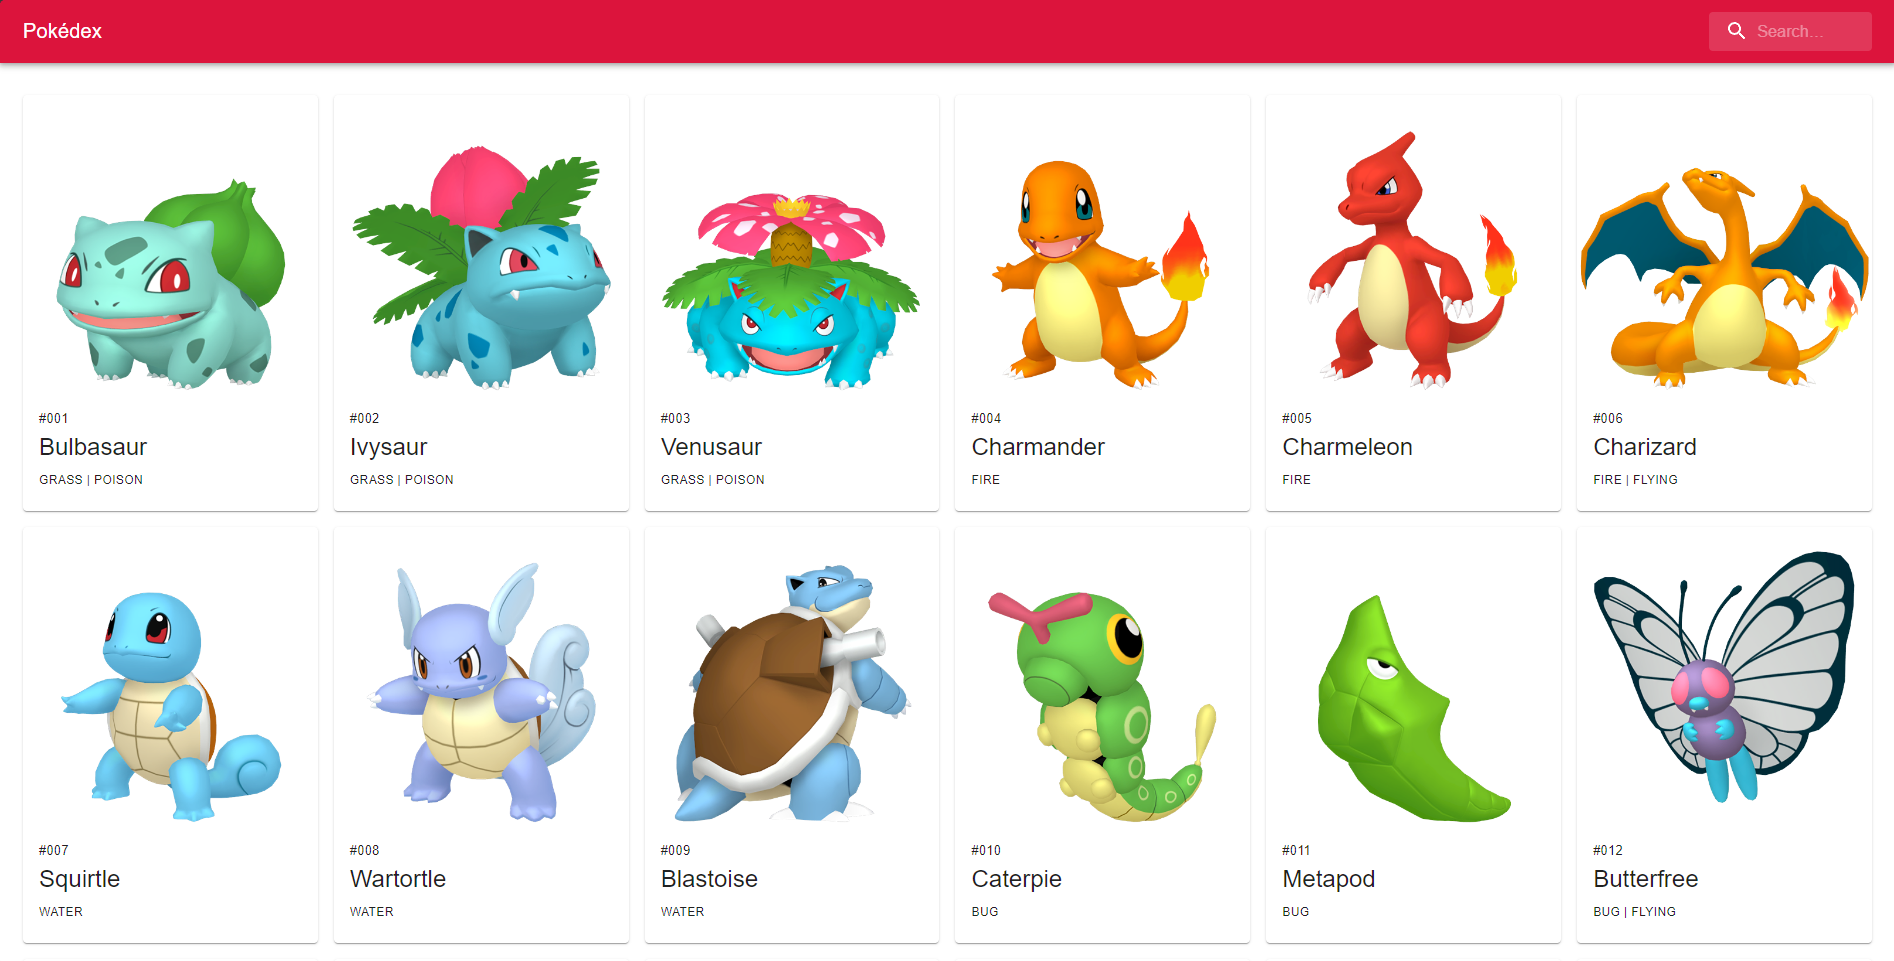 Pokédex
Search...
#001
Bulbasaur
GRASS | POISON
#002
Ivysaur
GRASS | POISON
#003
Venusaur
GRASS | POISON
#004
Charmander
FIRE
#005
Charmeleon
FIRE
#006
Charizard
FIRE | FLYING
#007
Squirtle
WATER
#008
Wartortle
WATER
#009
Blastoise
WATER
#010
Caterpie
BUG
#011
Metapod
BUG
#012
Butterfree
BUG | FLYING